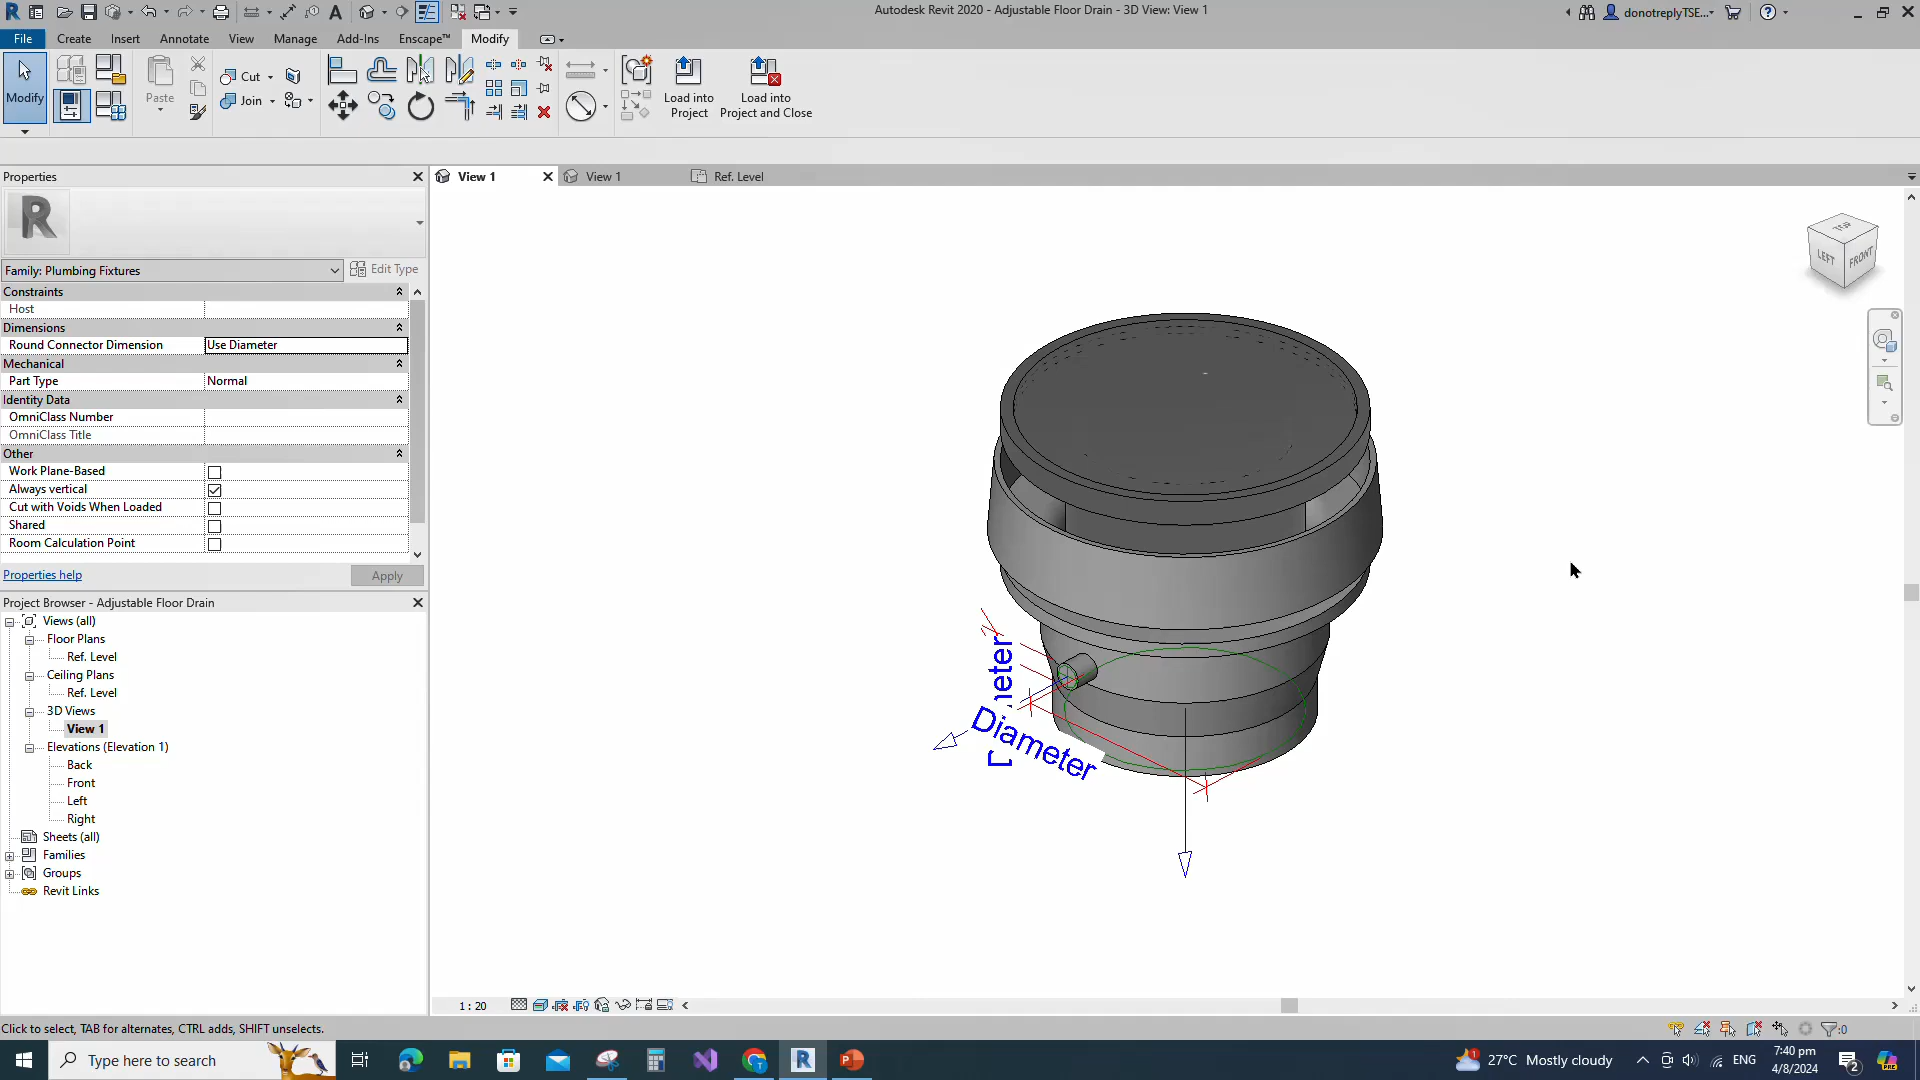 Autodesk Revit 2020 - Adjustable Floor Drain - 3D View: View 1
donotreplyTSE...
File
Create
Insert
Annotate
View
Manage
Add-Ins
Enscape™
Modify
Modify
Paste
Cut
Join
Load into
Project
Load into
Project and Close
Properties
View 1
View 1
Ref. Level
Family: Plumbing Fixtures
Edit Type
Constraints
Host
Dimensions
Round Connector Dimension
Use Diameter
Mechanical
Part Type
Normal
Identity Data
OmniClass Number
OmniClass Title
Other
Work Plane-Based
Always vertical
Cut with Voids When Loaded
Shared
Room Calculation Point
Properties help
Apply
Project Browser - Adjustable Floor Drain
Views (all)
Floor Plans
Ref. Level
Ceiling Plans
Ref. Level
3D Views
View 1
Elevations (Elevation 1)
Back
Front
Left
Right
Sheets (all)
Families
Groups
Revit Links
TOP
LEFT
FRONT
Diameter
1 : 20
Click to select, TAB for alternates, CTRL adds, SHIFT unselects.
:0
Type here to search
27°C Mostly cloudy
ENG
7:40 pm
4/8/2024
2